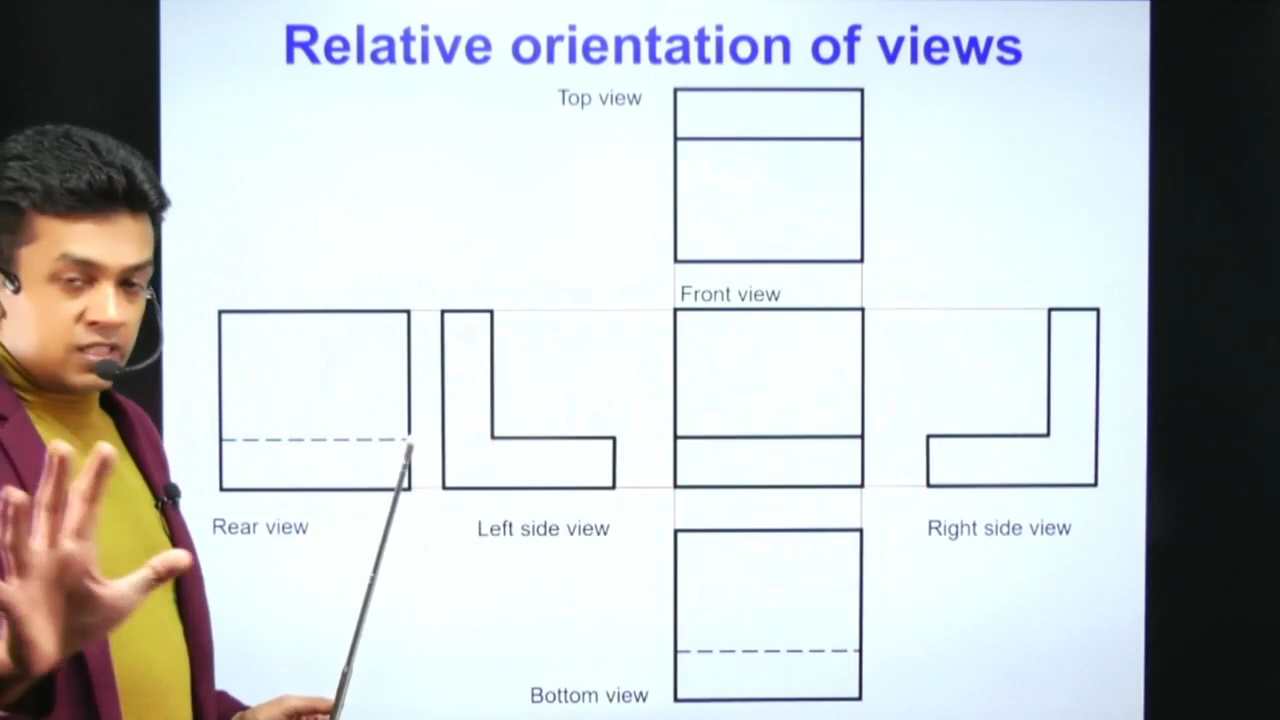 Relative orientation of views
Top view
Front view
Rear view
Left side view
Right side view
Bottom view